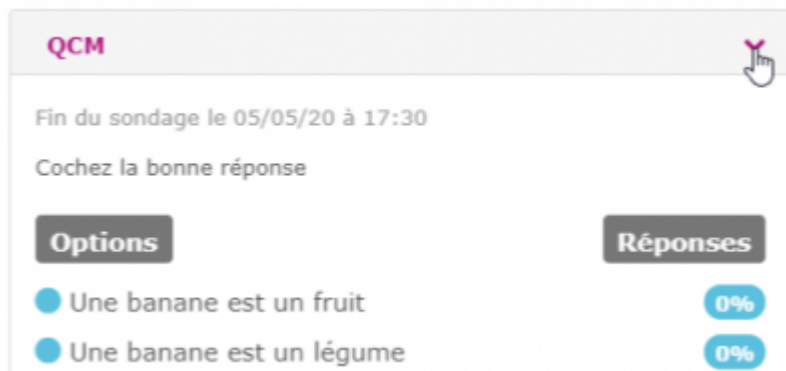 QCM
Fin du sondage le 05/05/20 à 17:30
Cochez la bonne réponse
Options Réponses
Une banane est un fruit 0%
Une banane est un légume 0%